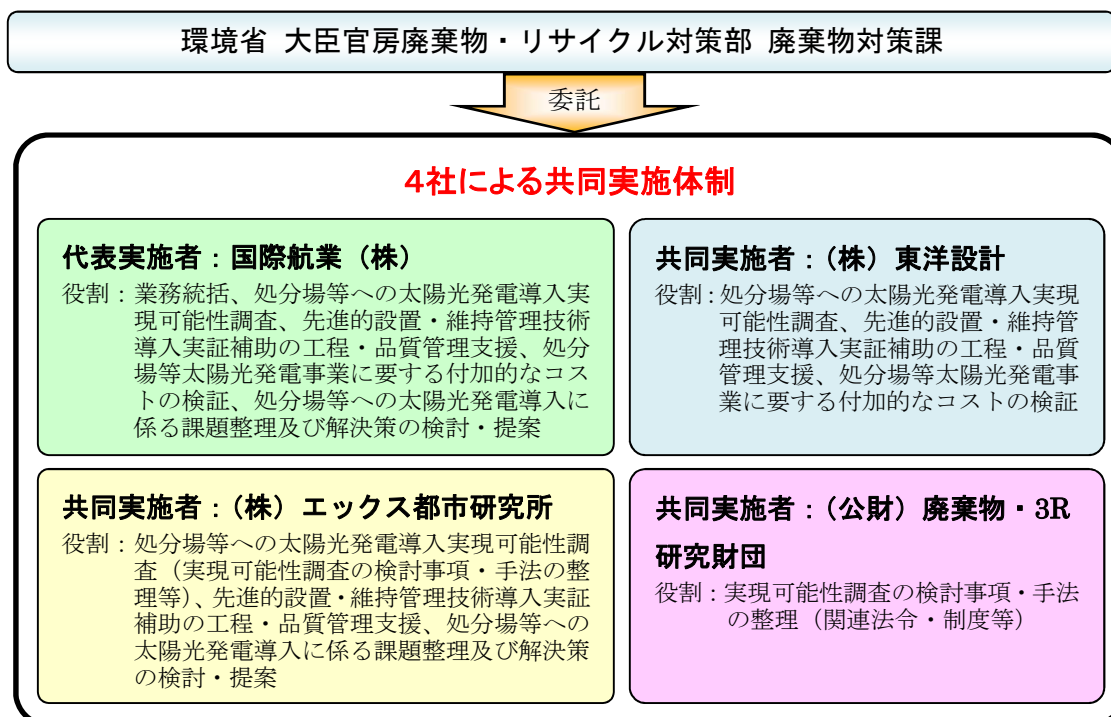 環境省 大臣官房廃棄物・リサイクル対策部 廃棄物対策課
委託
4社による共同実施体制
代表実施者：国際航業（株）
役割：業務統括、処分場等への太陽光発電導入実
現可能性調査、先進的設置・維持管理技術
導入実証補助の工程・品質管理支援、処分
場等太陽光発電事業に要する付加的なコス
トの検証、処分場等への太陽光発電導入に
係る課題整理及び解決策の検討・提案
共同実施者：（株）東洋設計
役割：処分場等への太陽光発電導入実現
可能性調査、先進的設置・維持管
理技術導入実証補助の工程・品質
管理支援、処分場等太陽光発電事
業に要する付加的なコストの検証
共同実施者：（株）エックス都市研究所
役割：処分場等への太陽光発電導入実現可能性調
査（実現可能性調査の検討事項・手法の整
理等）、先進的設置・維持管理技術導入実証
補助の工程・品質管理支援、処分場等への
太陽光発電導入に係る課題整理及び解決策
の検討・提案
共同実施者：（公財）廃棄物・3R
研究財団
役割：実現可能性調査の検討事項・手法
の整理（関連法令・制度等）